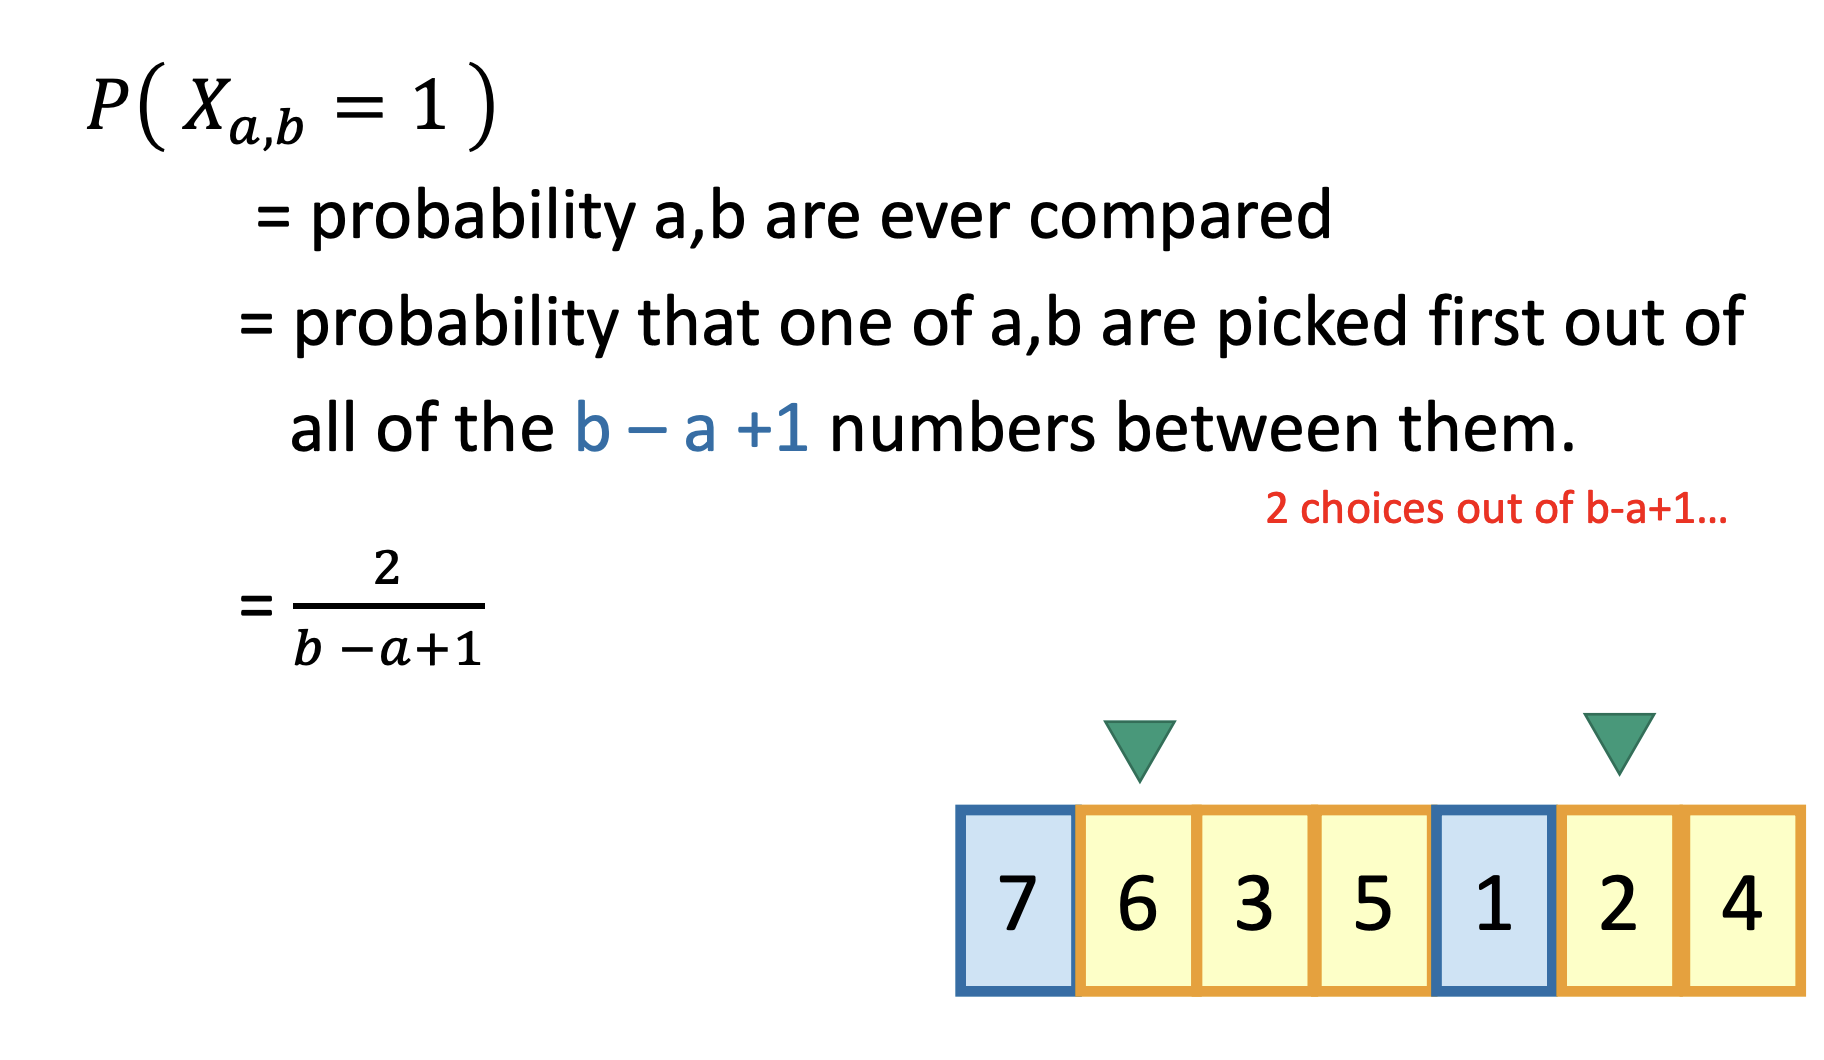 P( X_{a,b} = 1 )
= probability a,b are ever compared
= probability that one of a,b are picked first out of
all of the b – a +1 numbers between them.
2 choices out of b-a+1...
= \frac{2}{b −a+1}
7 6 3 5 1 2 4